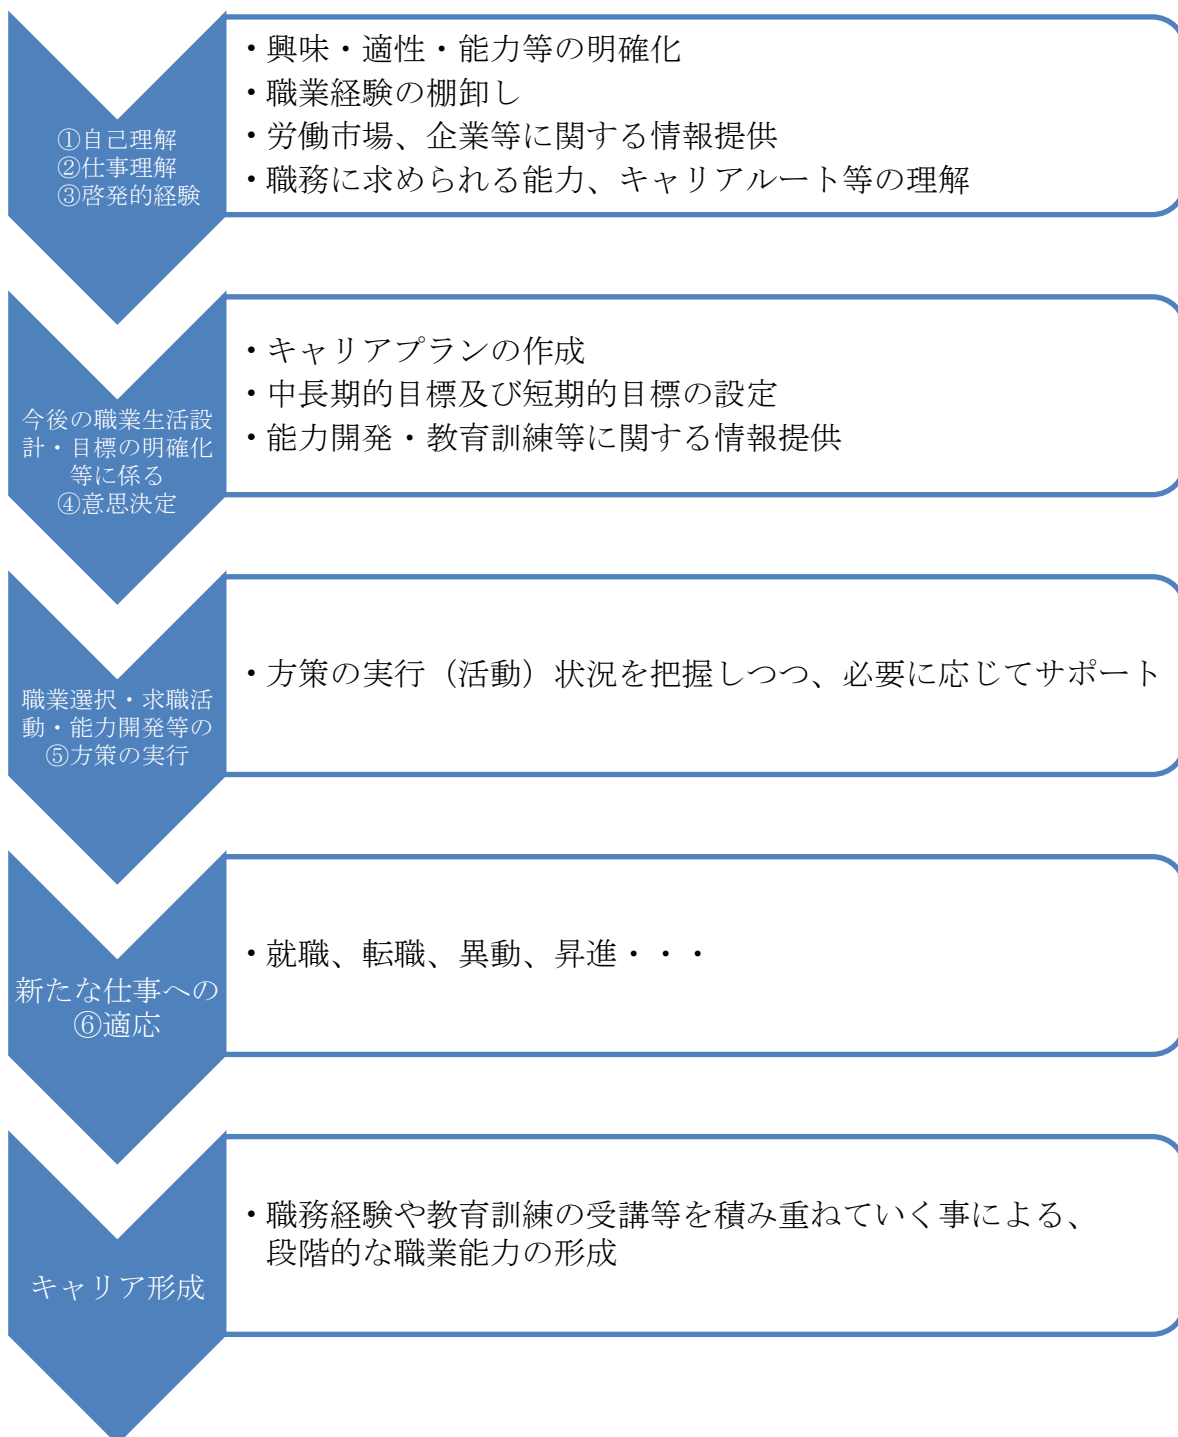 ①自己理解
②仕事理解
③啓発的経験
・興味・適性・能力等の明確化
・職業経験の棚卸し
・労働市場、企業等に関する情報提供
・職務に求められる能力、キャリアルート等の理解
今後の職業生活設
計・目標の明確化
等に係る
④意思決定
・キャリアプランの作成
・中長期的目標及び短期的目標の設定
・能力開発・教育訓練等に関する情報提供
職業選択・求職活
動・能力開発等の
⑤方策の実行
・方策の実行（活動）状況を把握しつつ、必要に応じてサポート
新たな仕事への
⑥適応
・就職、転職、異動、昇進・・・
キャリア形成
・職務経験や教育訓練の受講等を積み重ねていく事による、
段階的な職業能力の形成